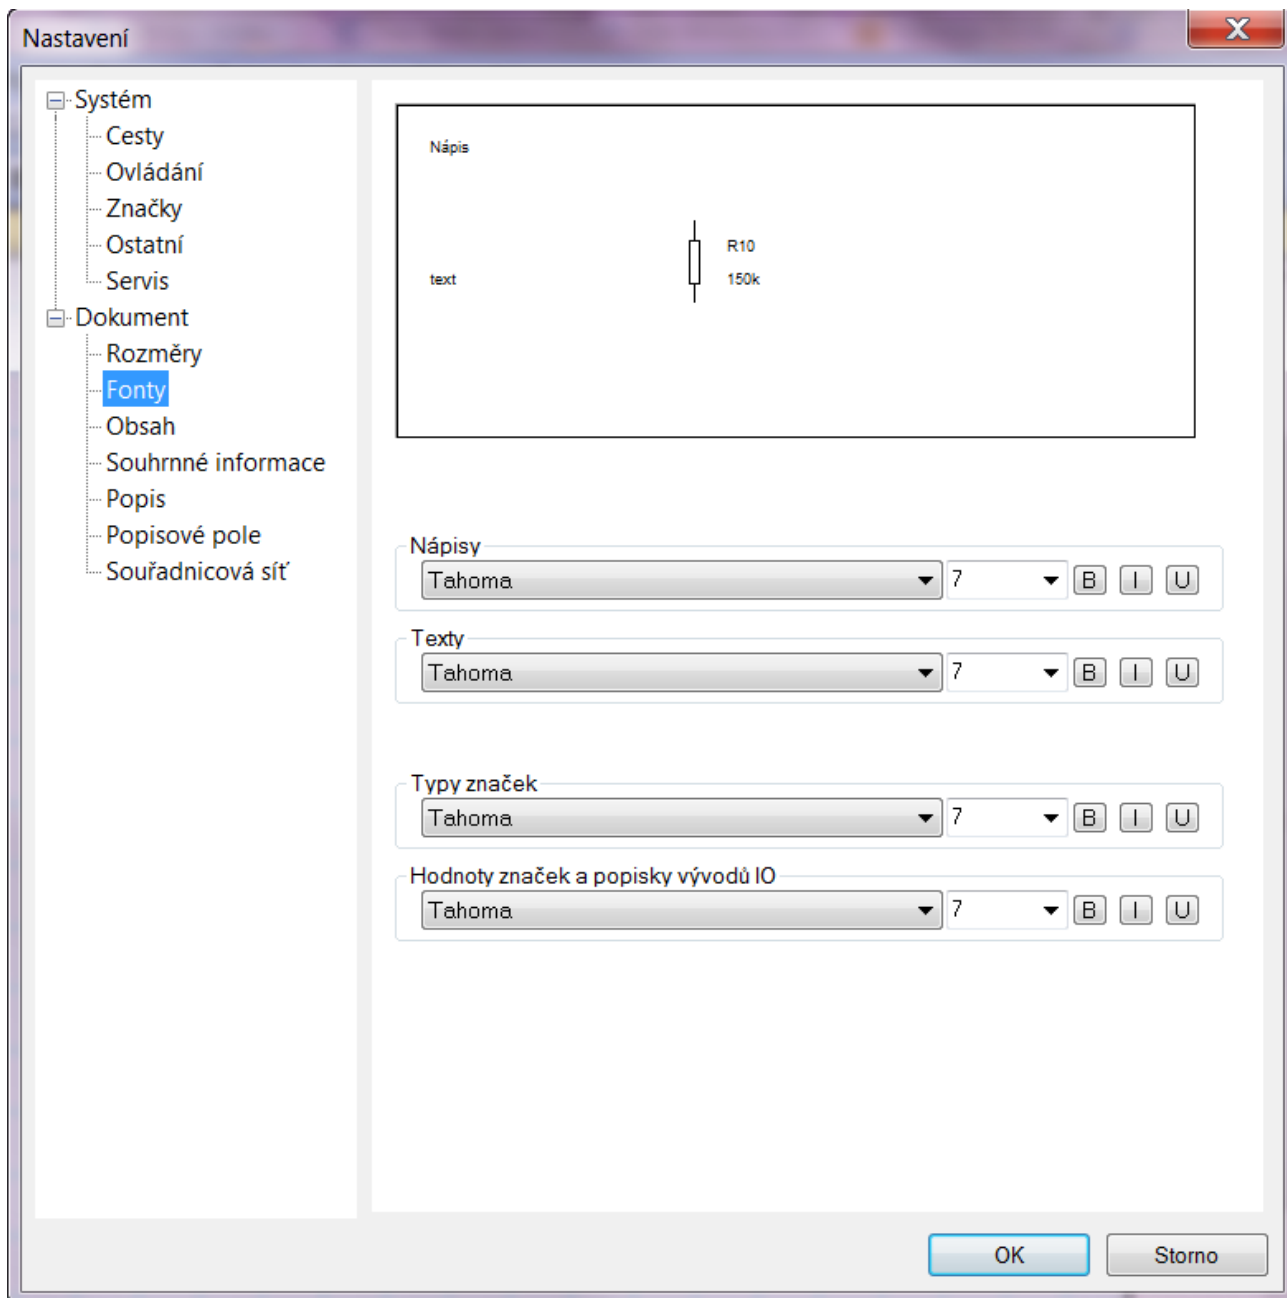 Nastavení
Systém
Cesty
Ovládání
Značky
Ostatní
Servis
Dokument
Rozměry
Fonty
Obsah
Souhrnné informace
Popis
Popisové pole
Souřadnicová síť
Nápis
R10
text
150k
Nápisy
Tahoma 7 B I U
Texty
Tahoma 7 B I U
Typy značek
Tahoma 7 B I U
Hodnoty značek a popisky vývodů IO
Tahoma 7 B I U
OK Storno